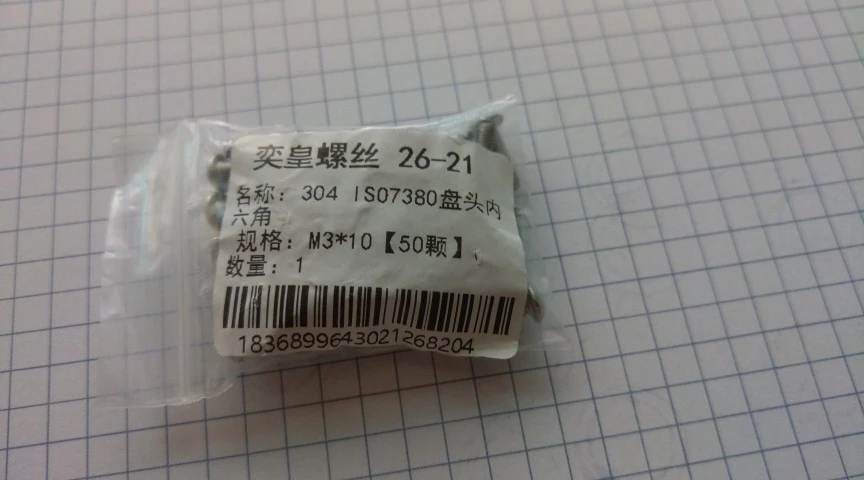 奕皇螺丝 26-21
名称: 304 ISO7380盘头内
六角
规格: M3*10【50颗】
数量: 1
1836899643021268204